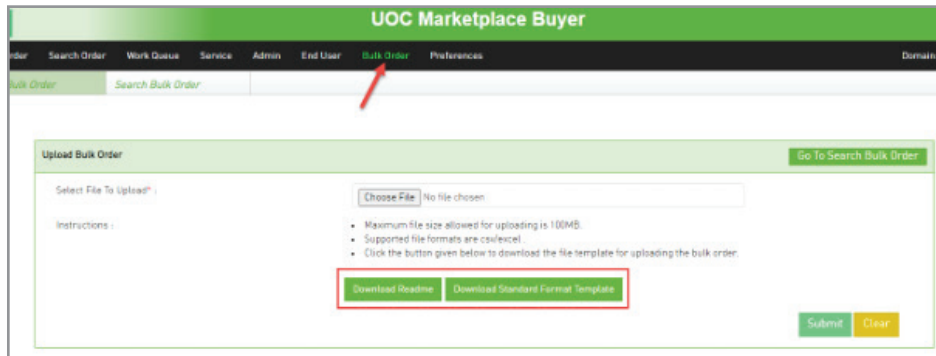 UOC Marketplace Buyer
rder Search Order Work Queue Service Admin End User Bulk Order Preferences Domain
Bulk Order Search Bulk Order
Upload Bulk Order Go To Search Bulk Order
Select File To Upload* : Choose File No file chosen
Instructions : • Maximum file size allowed for uploading is 100MB.
• Supported file formats are csv/excel.
• Click the button given below to download the file template for uploading the bulk order.
Download Readme Download Standard Format Template
Submit Clear